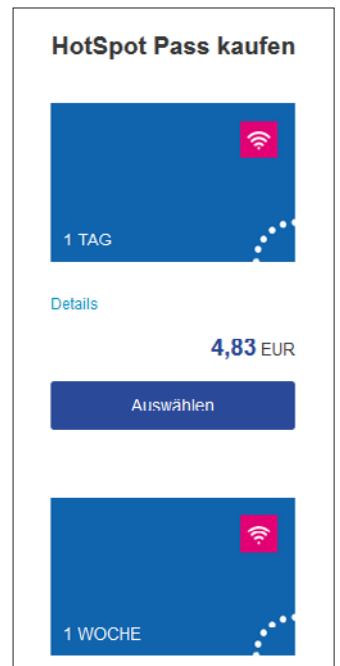 HotSpot Pass kaufen
1 TAG
Details
4,83 EUR
Auswählen
1 WOCHE